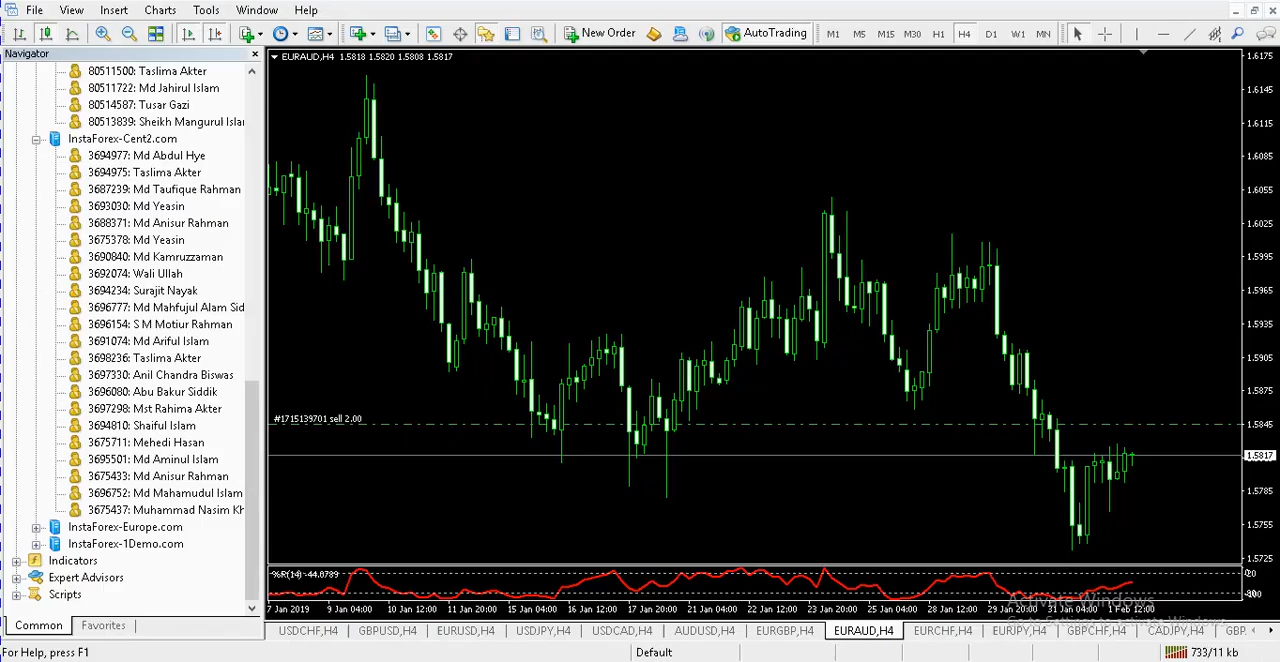 File View Insert Charts Tools Window Help
New Order AutoTrading M1 M5 M15 M30 H1 H4 D1 W1 MN
Navigator
80511500: Taslima Akter
80511722: Md Jahirul Islam
80514587: Tusar Gazi
80513839: Sheikh Mangurul Islar
InstaForex-Cent2.com
3694977: Md Abdul Hye
3694975: Taslima Akter
3687239: Md Taufique Rahman
3693030: Md Yeasin
3688371: Md Anisur Rahman
3675378: Md Yeasin
3690840: Md Kamruzzaman
3692074: Wali Ullah
3694234: Surajit Nayak
3696777: Md Mahfujul Alam Sid
3696154: S M Motiur Rahman
3691074: Md Ariful Islam
3698236: Taslima Akter
3697330: Anil Chandra Biswas
3696080: Abu Bakur Siddik
3697298: Mst Rahima Akter
3694810: Shaiful Islam
3675711: Mehedi Hasan
3695501: Md Aminul Islam
3675433: Md Anisur Rahman
3696752: Md Mahamudul Islam
3675437: Muhammad Nasim Kh
InstaForex-Europe.com
InstaForex-1Demo.com
Indicators
Expert Advisors
Scripts
Common Favorites
EURAUD,H4 1.5818 1.5820 1.5808 1.5817
#1715139701 sell 2.00
1.6175
1.6145
1.6115
1.6085
1.6055
1.6025
1.5995
1.5965
1.5935
1.5905
1.5875
1.5845
1.5817
1.5785
1.5755
1.5725
%R(14) -44.0789
7 Jan 2019 9 Jan 04:00 10 Jan 12:00 11 Jan 20:00 15 Jan 04:00 16 Jan 12:00 17 Jan 20:00 21 Jan 04:00 22 Jan 12:00 23 Jan 20:00 25 Jan 04:00 28 Jan 12:00 29 Jan 20:00 31 Jan 04:00 1 Feb 12:00
Activate Windows
Go to Settings to activate Windows.
USDCHF,H4 GBPUSD,H4 EURUSD,H4 USDJPY,H4 USDCAD,H4 AUDUSD,H4 EURGBP,H4 EURAUD,H4 EURCHF,H4 EURJPY,H4 GBPCHF,H4 CADJPY,H4 GBP
For Help, press F1 Default 733/11 kb